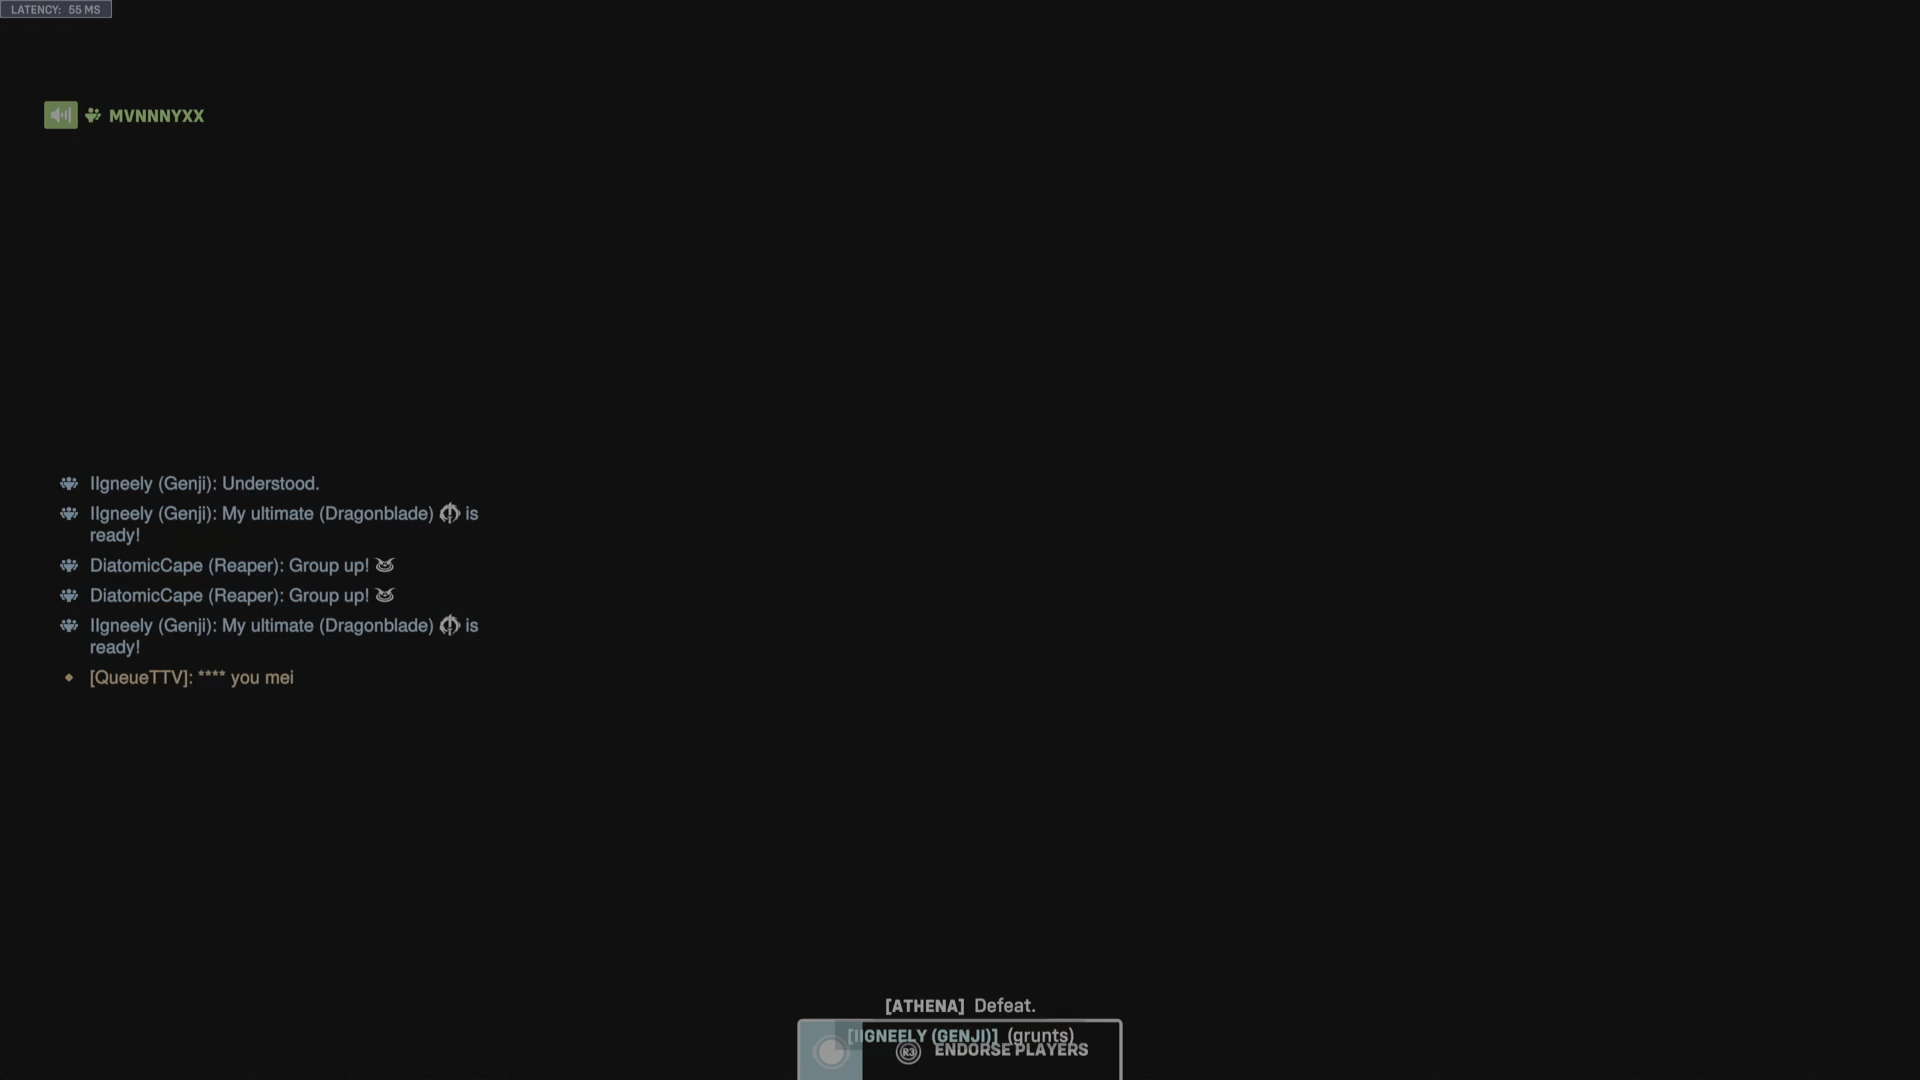 LATENCY: 55 MS
MVNNNYXX
IIgneely (Genji): Understood.
IIgneely (Genji): My ultimate (Dragonblade) is
ready!
DiatomicCape (Reaper): Group up!
DiatomicCape (Reaper): Group up!
IIgneely (Genji): My ultimate (Dragonblade) is
ready!
[QueueTTV]: **** you mei
[ATHENA] Defeat.
[IIGNEELY (GENJI)] (grunts)
R3 ENDORSE PLAYERS